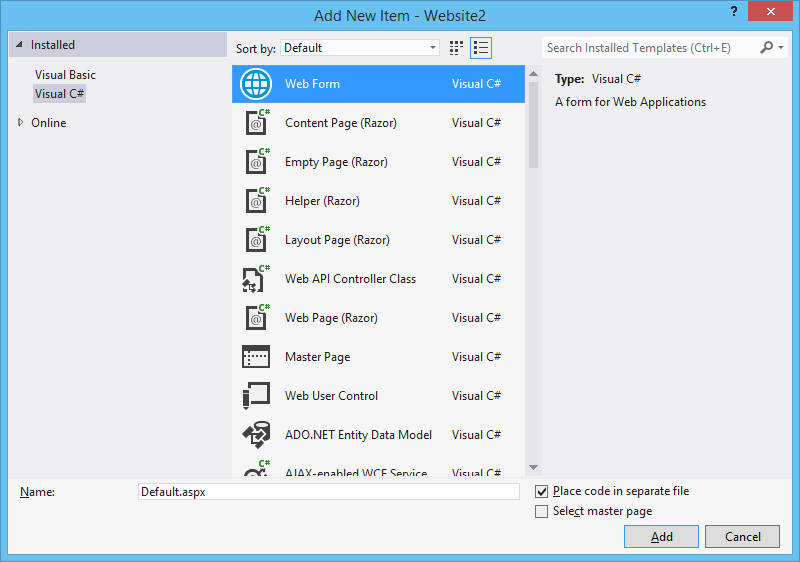 Add New Item - Website2
?
Installed
Visual Basic
Visual C#
Online
Sort by: Default
Search Installed Templates (Ctrl+E)
Web Form Visual C#
C# @ Content Page (Razor) Visual C#
C# @ Empty Page (Razor) Visual C#
C# @ Helper (Razor) Visual C#
C# @ Layout Page (Razor) Visual C#
C# Web API Controller Class Visual C#
C# @ Web Page (Razor) Visual C#
Master Page Visual C#
Web User Control Visual C#
ADO.NET Entity Data Model Visual C#
C# AJAX-enabled WCF Service Visual C#
Type: Visual C#
A form for Web Applications
Name: Default.aspx
Place code in separate file
Select master page
Add
Cancel